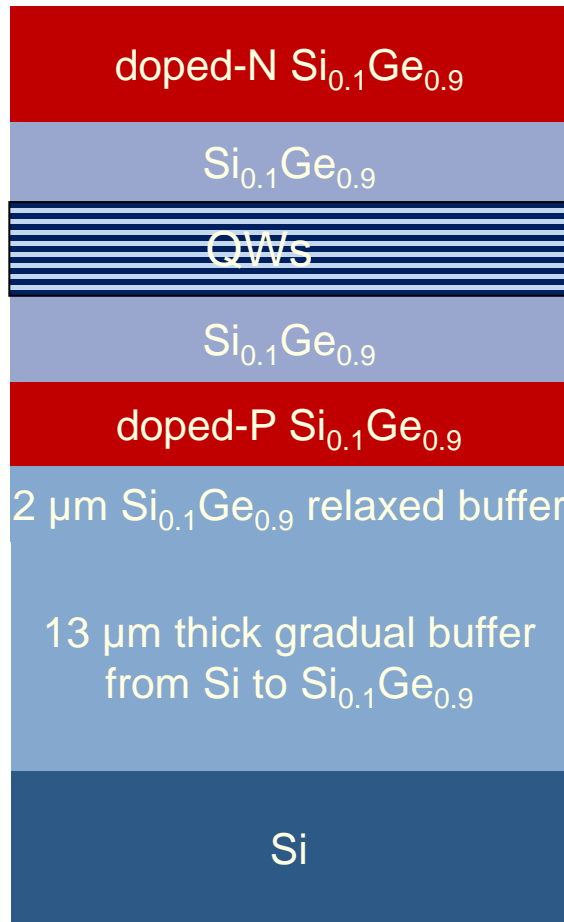 doped-N Si₀.₁Ge₀.₉
Si₀.₁Ge₀.₉
QWs
Si₀.₁Ge₀.₉
doped-P Si₀.₁Ge₀.₉
2 µm Si₀.₁Ge₀.₉ relaxed buffer
13 µm thick gradual buffer
from Si to Si₀.₁Ge₀.₉
Si